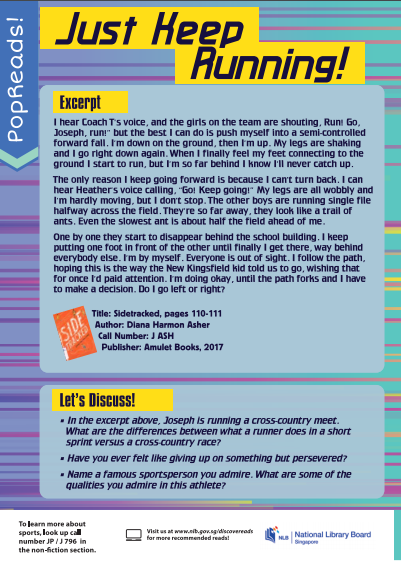 PopReads!
Just Keep
Running!
Excerpt
I hear Coach T's voice, and the girls on the team are shouting, Run! Go,
Joseph, run!" but the best I can do is push myself into a semi-controlled
forward fall. I'm down on the ground, then I'm up. My legs are shaking
and I go right down again. When I finally feel my feet connecting to the
ground I start to run, but I'm so far behind I know I'll never catch up.
The only reason I keep going forward is because I can't turn back. I can
hear Heather's voice calling, "Go! Keep going!" My legs are all wobbly and
I'm hardly moving, but I don't stop. The other boys are running single file
halfway across the field. They're so far away, they look like a trail of
ants. Even the slowest ant is about half the field ahead of me.
One by one they start to disappear behind the school building. I keep
putting one foot in front of the other until finally I get there, way behind
everybody else. I'm by myself. Everyone is out of sight. I follow the path,
hoping this is the way the New Kingsfield kid told us to go, wishing that
for once I'd paid attention. I'm doing okay, until the path forks and I have
to make a decision. Do I go left or right?
SIDE
TRACKED
Title: Sidetracked, pages 110-111
Author: Diana Harmon Asher
Call Number: J ASH
Publisher: Amulet Books, 2017
Let's Discuss!
• In the excerpt above, Joseph is running a cross-country meet.
What are the differences between what a runner does in a short
sprint versus a cross-country race?
• Have you ever felt like giving up on something but persevered?
• Name a famous sportsperson you admire. What are some of the
qualities you admire in this athlete?
To learn more about
sports, look up call
number JP / J 796 in
the non-fiction section.
Visit us at www.nlb.gov.sg/discovereads
for more recommended reads!
NLB
National Library Board
Singapore